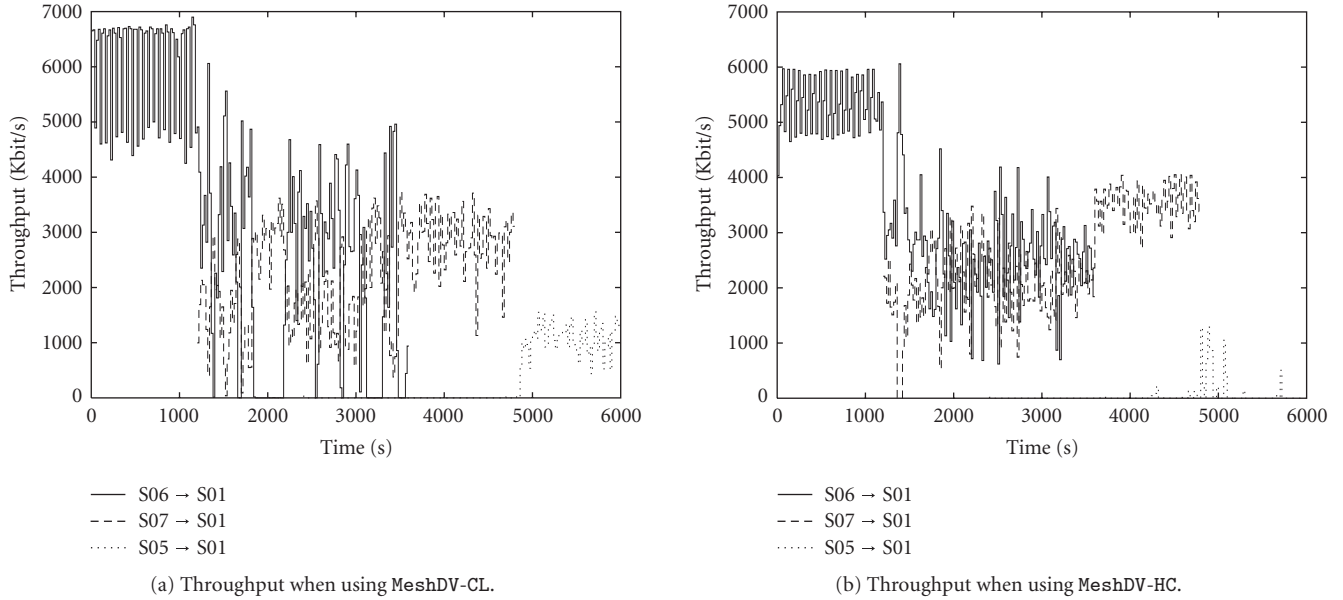 7000
6000
5000
4000
3000
2000
1000
0
Throughput (Kbit/s)
0 1000 2000 3000 4000 5000 6000
Time (s)
S06 → S01
S07 → S01
S05 → S01
(a) Throughput when using MeshDV-CL.
7000
6000
5000
4000
3000
2000
1000
0
Throughput (Kbit/s)
0 1000 2000 3000 4000 5000 6000
Time (s)
S06 → S01
S07 → S01
S05 → S01
(b) Throughput when using MeshDV-HC.